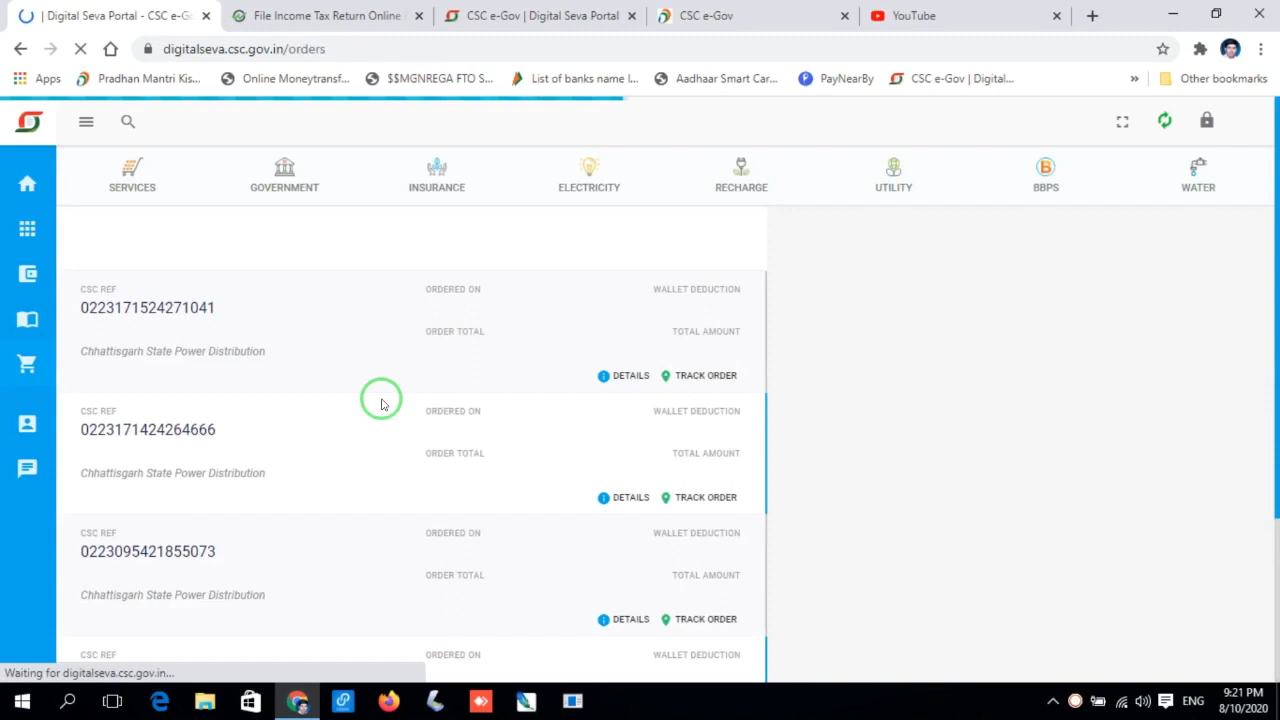 | Digital Seva Portal - CSC e-Go
File Income Tax Return Online
CSC e-Gov | Digital Seva Portal
CSC e-Gov
YouTube
digitalseva.csc.gov.in/orders
Apps
Pradhan Mantri Kis...
Online Moneytransf...
$$MGNREGA FTO S...
List of banks name I...
Aadhaar Smart Car...
PayNearBy
CSC e-Gov | Digital...
»
Other bookmarks
SERVICES
GOVERNMENT
INSURANCE
ELECTRICITY
RECHARGE
UTILITY
BBPS
WATER
CSC REF
ORDERED ON
WALLET DEDUCTION
0223171524271041
ORDER TOTAL
TOTAL AMOUNT
Chhattisgarh State Power Distribution
DETAILS
TRACK ORDER
CSC REF
ORDERED ON
WALLET DEDUCTION
0223171424264666
ORDER TOTAL
TOTAL AMOUNT
Chhattisgarh State Power Distribution
DETAILS
TRACK ORDER
CSC REF
ORDERED ON
WALLET DEDUCTION
0223095421855073
ORDER TOTAL
TOTAL AMOUNT
Chhattisgarh State Power Distribution
DETAILS
TRACK ORDER
CSC REF
ORDERED ON
WALLET DEDUCTION
Waiting for digitalseva.csc.gov.in...
ENG
9:21 PM
8/10/2020